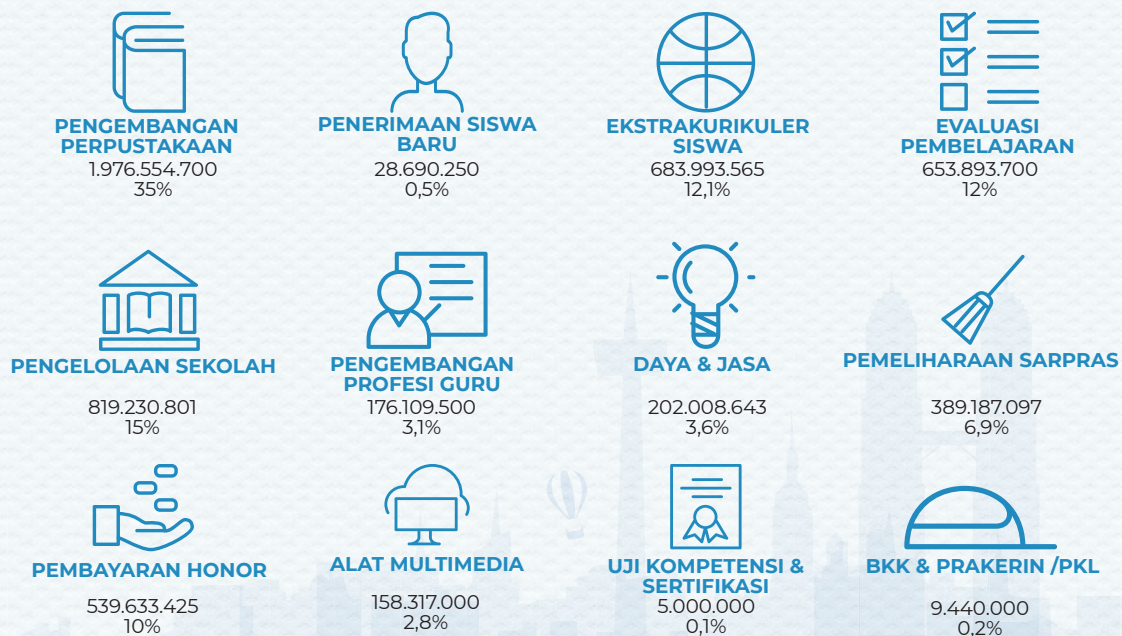 PENGEMBANGAN
PERPUSTAKAAN
1.976.554.700
35%
PENERIMAAN SISWA
BARU
28.690.250
0,5%
EKSTRAKURIKULER
SISWA
683.993.565
12,1%
EVALUASI
PEMBELAJARAN
653.893.700
12%
PENGELOLAAN SEKOLAH
819.230.801
15%
PENGEMBANGAN
PROFESI GURU
176.109.500
3,1%
DAYA & JASA
202.008.643
3,6%
PEMELIHARAAN SARPRAS
389.187.097
6,9%
PEMBAYARAN HONOR
539.633.425
10%
ALAT MULTIMEDIA
158.317.000
2,8%
UJI KOMPETENSI &
SERTIFIKASI
5.000.000
0,1%
BKK & PRAKERIN /PKL
9.440.000
0,2%